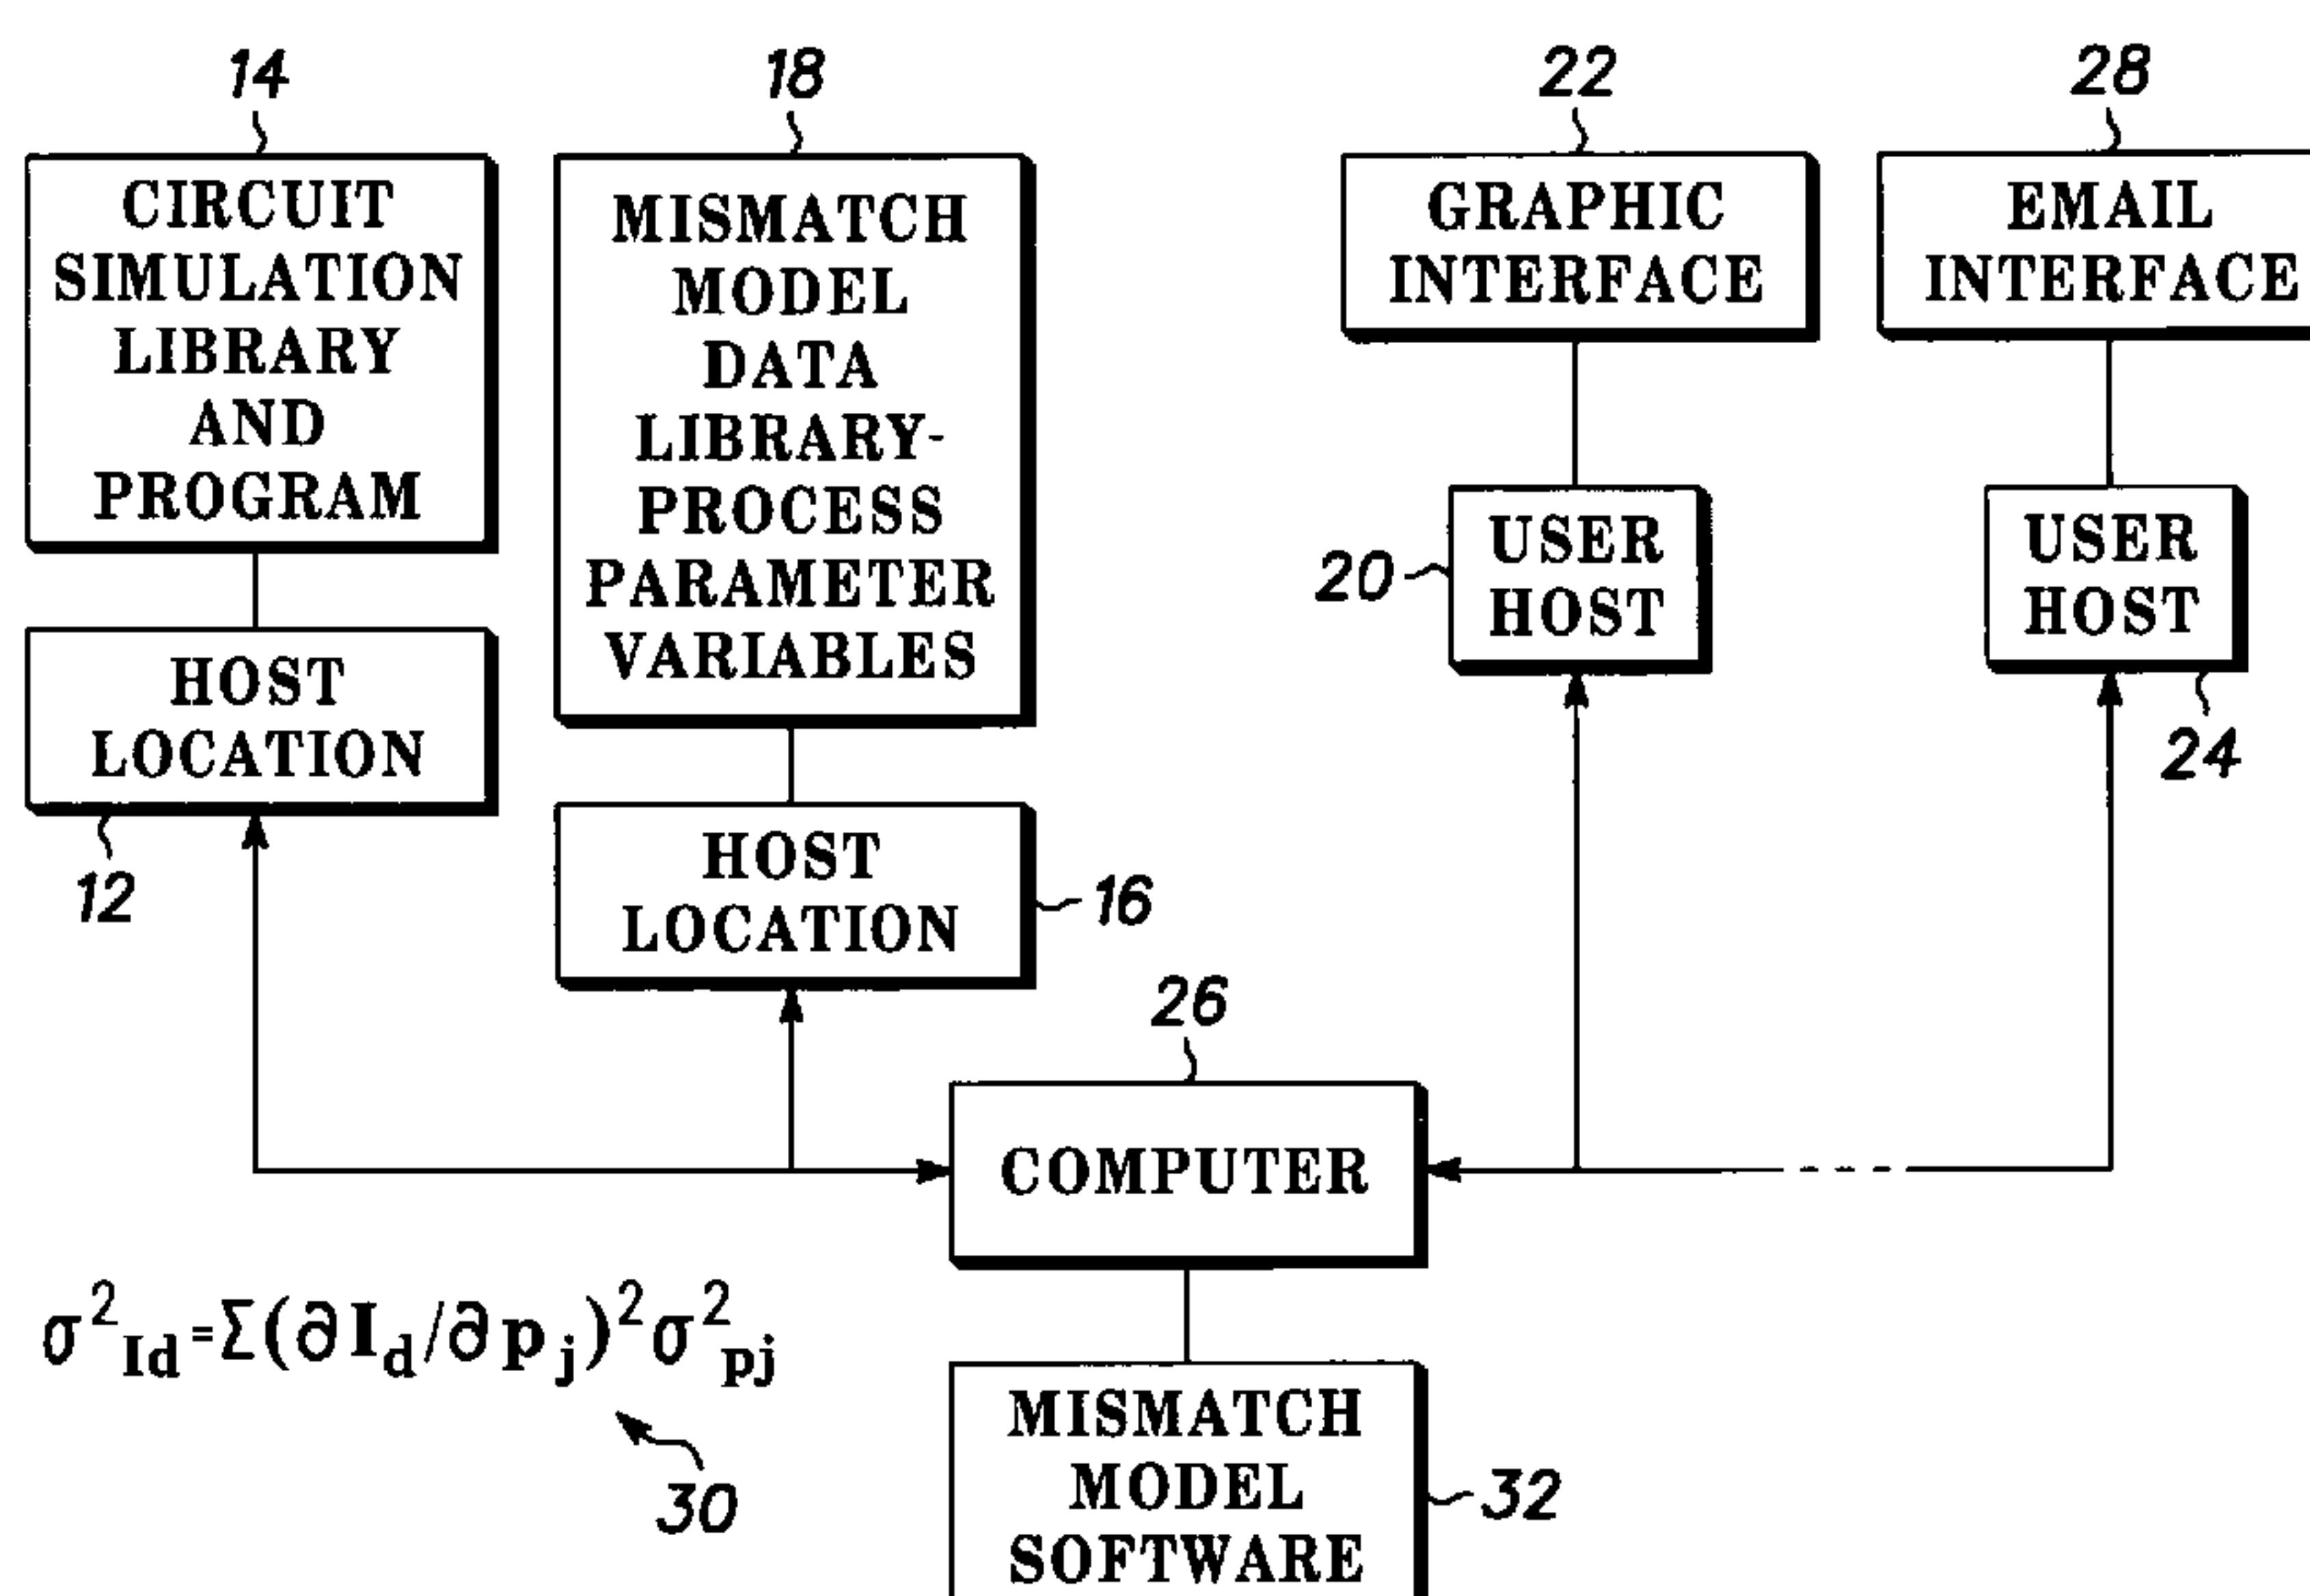 14
CIRCUIT
SIMULATION
LIBRARY
AND
PROGRAM
HOST
LOCATION
12
18
MISMATCH
MODEL
DATA
LIBRARY-
PROCESS
PARAMETER
VARIABLES
HOST
LOCATION
16
22
GRAPHIC
INTERFACE
20
USER
HOST
28
EMAIL
INTERFACE
USER
HOST
24
26
COMPUTER
σ²Id=Σ(∂Id/∂pj)²σ²pj
30
MISMATCH
MODEL
SOFTWARE
32